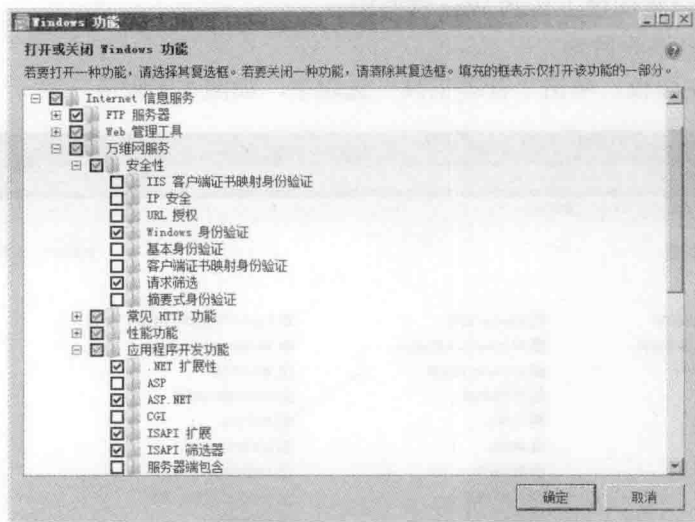 Windows 功能
打开或关闭 Windows 功能
若要打开一种功能，请选择其复选框。若要关闭一种功能，请清除其复选框。填充的框表示仅打开该功能的一部分。
Internet 信息服务
FTP 服务器
Web 管理工具
万维网服务
安全性
IIS 客户端证书映射身份验证
IP 安全
URL 授权
Windows 身份验证
基本身份验证
客户端证书映射身份验证
请求筛选
摘要式身份验证
常见 HTTP 功能
性能功能
应用程序开发功能
.NET 扩展性
ASP
ASP.NET
CGI
ISAPI 扩展
ISAPI 筛选器
服务器端包含
确定
取消